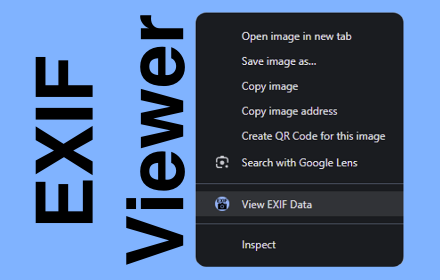 EXIF
Viewer
Open image in new tab
Save image as...
Copy image
Copy image address
Create QR Code for this image
Search with Google Lens
View EXIF Data
Inspect